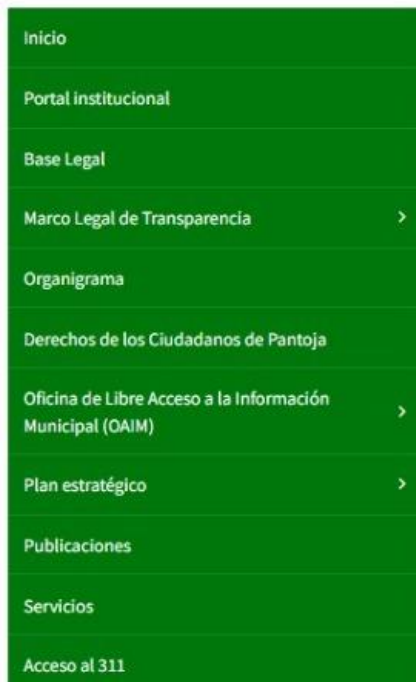 Inicio
Portal institucional
Base Legal
Marco Legal de Transparencia
Organigrama
Derechos de los Ciudadanos de Pantoja
Oficina de Libre Acceso a la Información
Municipal (OAIM)
Plan estratégico
Publicaciones
Servicios
Acceso al 311